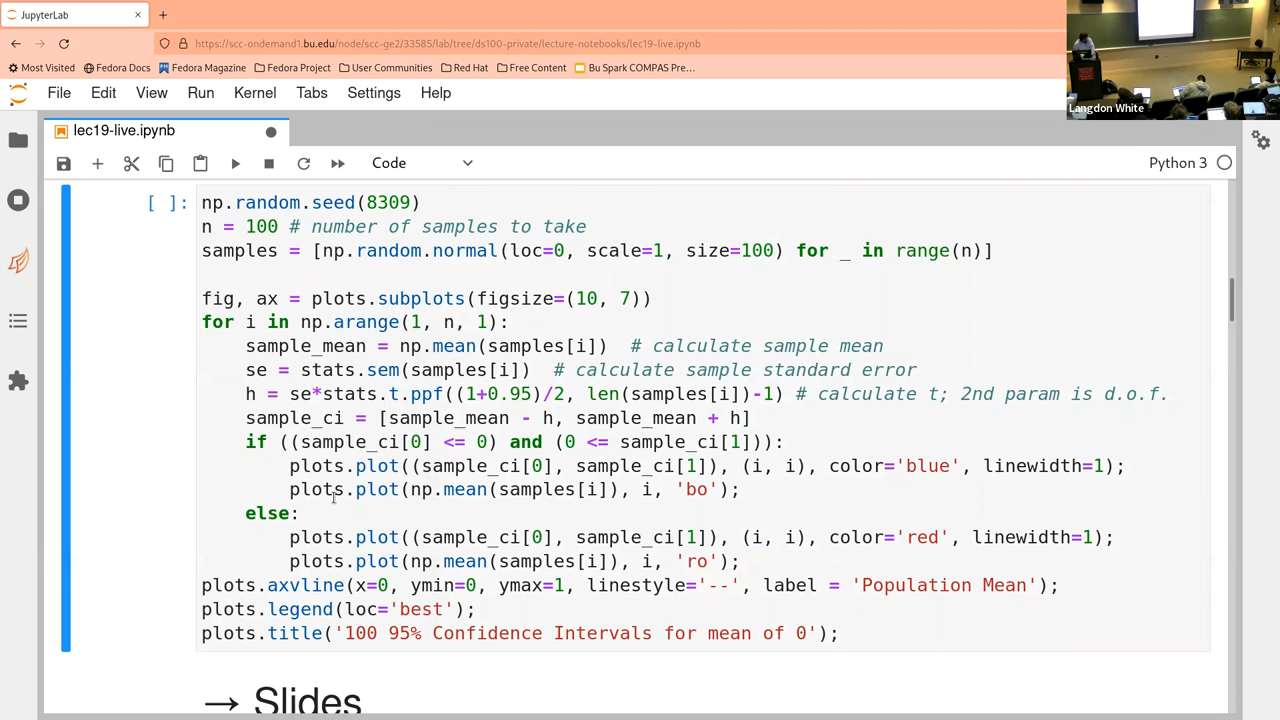 JupyterLab
https://scc-ondemand1.bu.edu/node/scc-ge2/33585/lab/tree/ds100-private/lecture-notebooks/lec19-live.ipynb
Most Visited Fedora Docs Fedora Magazine Fedora Project User Communities Red Hat Free Content Bu Spark COMPAS Pre...
Langdon White
File Edit View Run Kernel Tabs Settings Help
lec19-live.ipynb
Code Python 3
[ ]: np.random.seed(8309)
n = 100 # number of samples to take
samples = [np.random.normal(loc=0, scale=1, size=100) for _ in range(n)]
fig, ax = plots.subplots(figsize=(10, 7))
for i in np.arange(1, n, 1):
sample_mean = np.mean(samples[i]) # calculate sample mean
se = stats.sem(samples[i]) # calculate sample standard error
h = se*stats.t.ppf((1+0.95)/2, len(samples[i])-1) # calculate t; 2nd param is d.o.f.
sample_ci = [sample_mean - h, sample_mean + h]
if ((sample_ci[0] <= 0) and (0 <= sample_ci[1])):
plots.plot((sample_ci[0], sample_ci[1]), (i, i), color='blue', linewidth=1);
plots.plot(np.mean(samples[i]), i, 'bo');
else:
plots.plot((sample_ci[0], sample_ci[1]), (i, i), color='red', linewidth=1);
plots.plot(np.mean(samples[i]), i, 'ro');
plots.axvline(x=0, ymin=0, ymax=1, linestyle='--', label = 'Population Mean');
plots.legend(loc='best');
plots.title('100 95% Confidence Intervals for mean of 0');
→ Slides